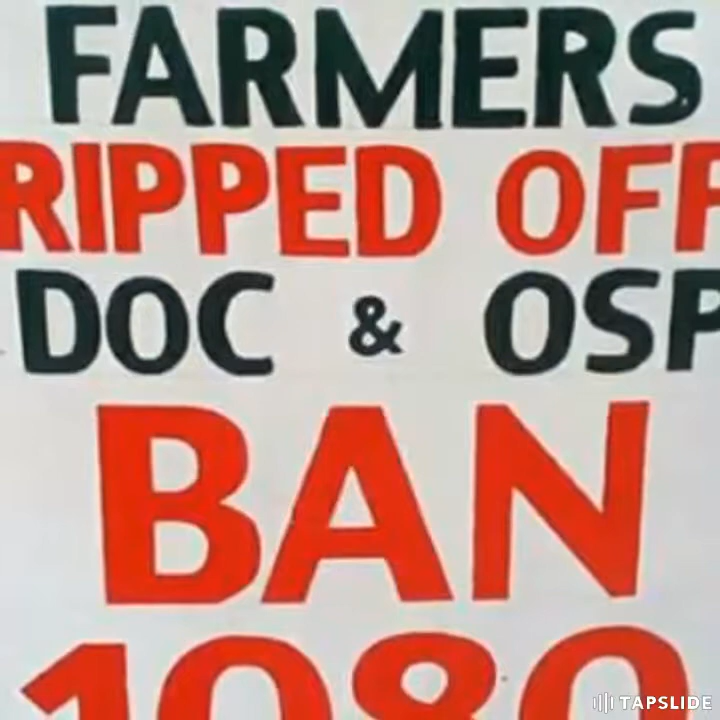 FARMERS
RIPPED OFF
DOC & OSP
BAN
1080
TAPSLIDE